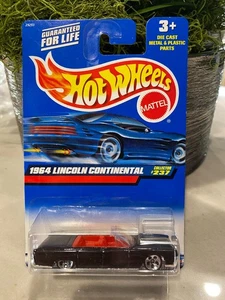 GUARANTEED
FOR LIFE
Hot Wheels
3+
DIE CAST
METAL & PLASTIC
PARTS
MATTEL
1964 LINCOLN CONTINENTAL
COLLECTOR
#237